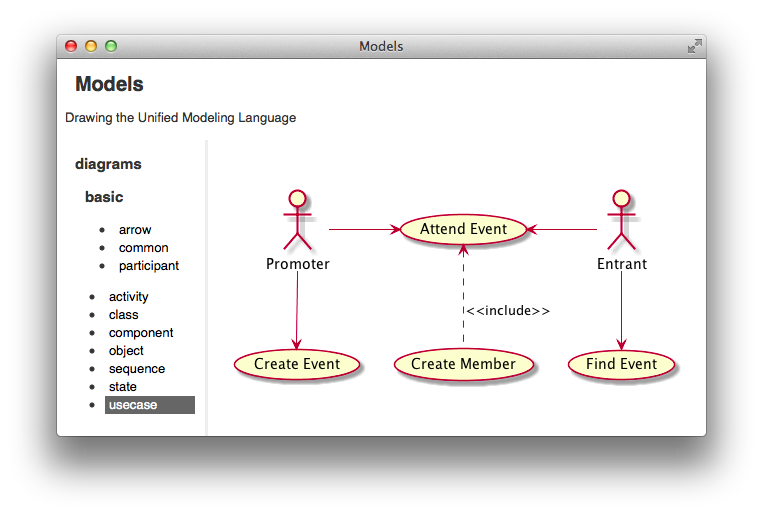 Models
Models
Drawing the Unified Modeling Language
diagrams
basic
arrow
common
participant
activity
class
component
object
sequence
state
usecase
Attend Event
Promoter
Entrant
<<include>>
Create Event
Create Member
Find Event